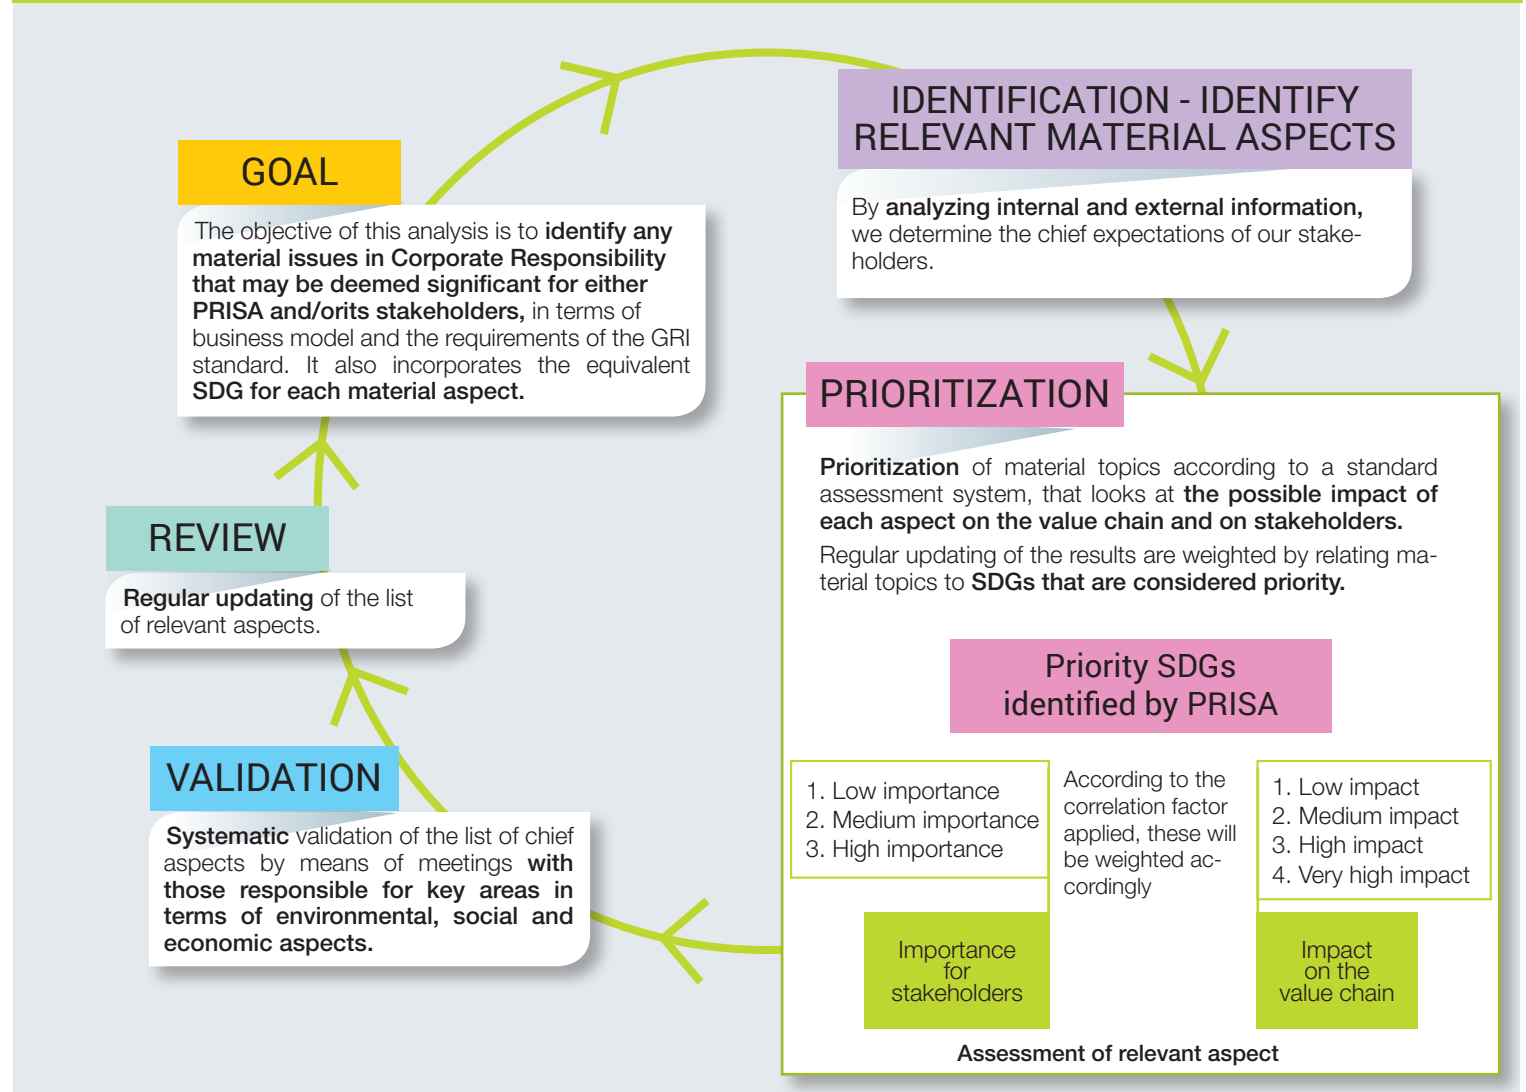 GOAL
The objective of this analysis is to identify any
material issues in Corporate Responsibility
that may be deemed significant for either
PRISA and/orits stakeholders, in terms of
business model and the requirements of the GRI
standard. It also incorporates the equivalent
SDG for each material aspect.
IDENTIFICATION - IDENTIFY
RELEVANT MATERIAL ASPECTS
By analyzing internal and external information,
we determine the chief expectations of our stake-
holders.
PRIORITIZATION
Prioritization of material topics according to a standard
assessment system, that looks at the possible impact of
each aspect on the value chain and on stakeholders.
Regular updating of the results are weighted by relating ma-
terial topics to SDGs that are considered priority.
Priority SDGs
identified by PRISA
1. Low importance
2. Medium importance
3. High importance
According to the
correlation factor
applied, these will
be weighted ac-
cordingly
1. Low impact
2. Medium impact
3. High impact
4. Very high impact
Importance
for
stakeholders
Impact
on the
value chain
Assessment of relevant aspect
VALIDATION
Systematic validation of the list of chief
aspects by means of meetings with
those responsible for key areas in
terms of environmental, social and
economic aspects.
REVIEW
Regular updating of the list
of relevant aspects.